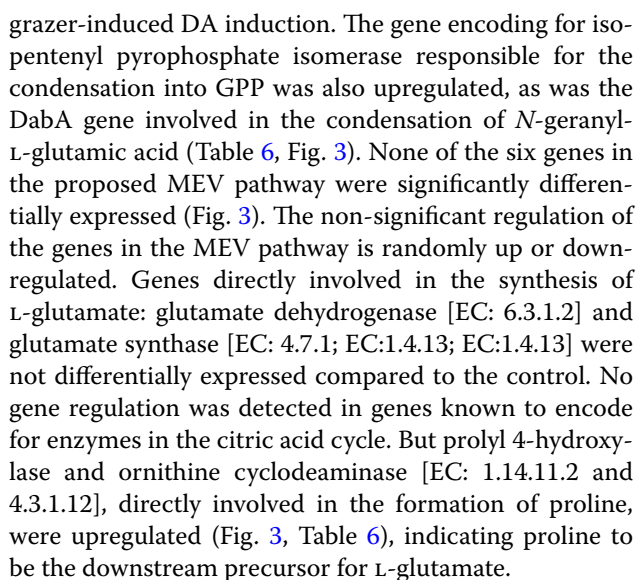 grazer-induced DA induction. The gene encoding for iso-
pentenyl pyrophosphate isomerase responsible for the
condensation into GPP was also upregulated, as was the
DabA gene involved in the condensation of N-geranyl-
L-glutamic acid (Table 6, Fig. 3). None of the six genes in
the proposed MEV pathway were significantly differen-
tially expressed (Fig. 3). The non-significant regulation of
the genes in the MEV pathway is randomly up or down-
regulated. Genes directly involved in the synthesis of
L-glutamate: glutamate dehydrogenase [EC: 6.3.1.2] and
glutamate synthase [EC: 4.7.1; EC:1.4.13; EC:1.4.13] were
not differentially expressed compared to the control. No
gene regulation was detected in genes known to encode
for enzymes in the citric acid cycle. But prolyl 4-hydroxy-
lase and ornithine cyclodeaminase [EC: 1.14.11.2 and
4.3.1.12], directly involved in the formation of proline,
were upregulated (Fig. 3, Table 6), indicating proline to
be the downstream precursor for L-glutamate.